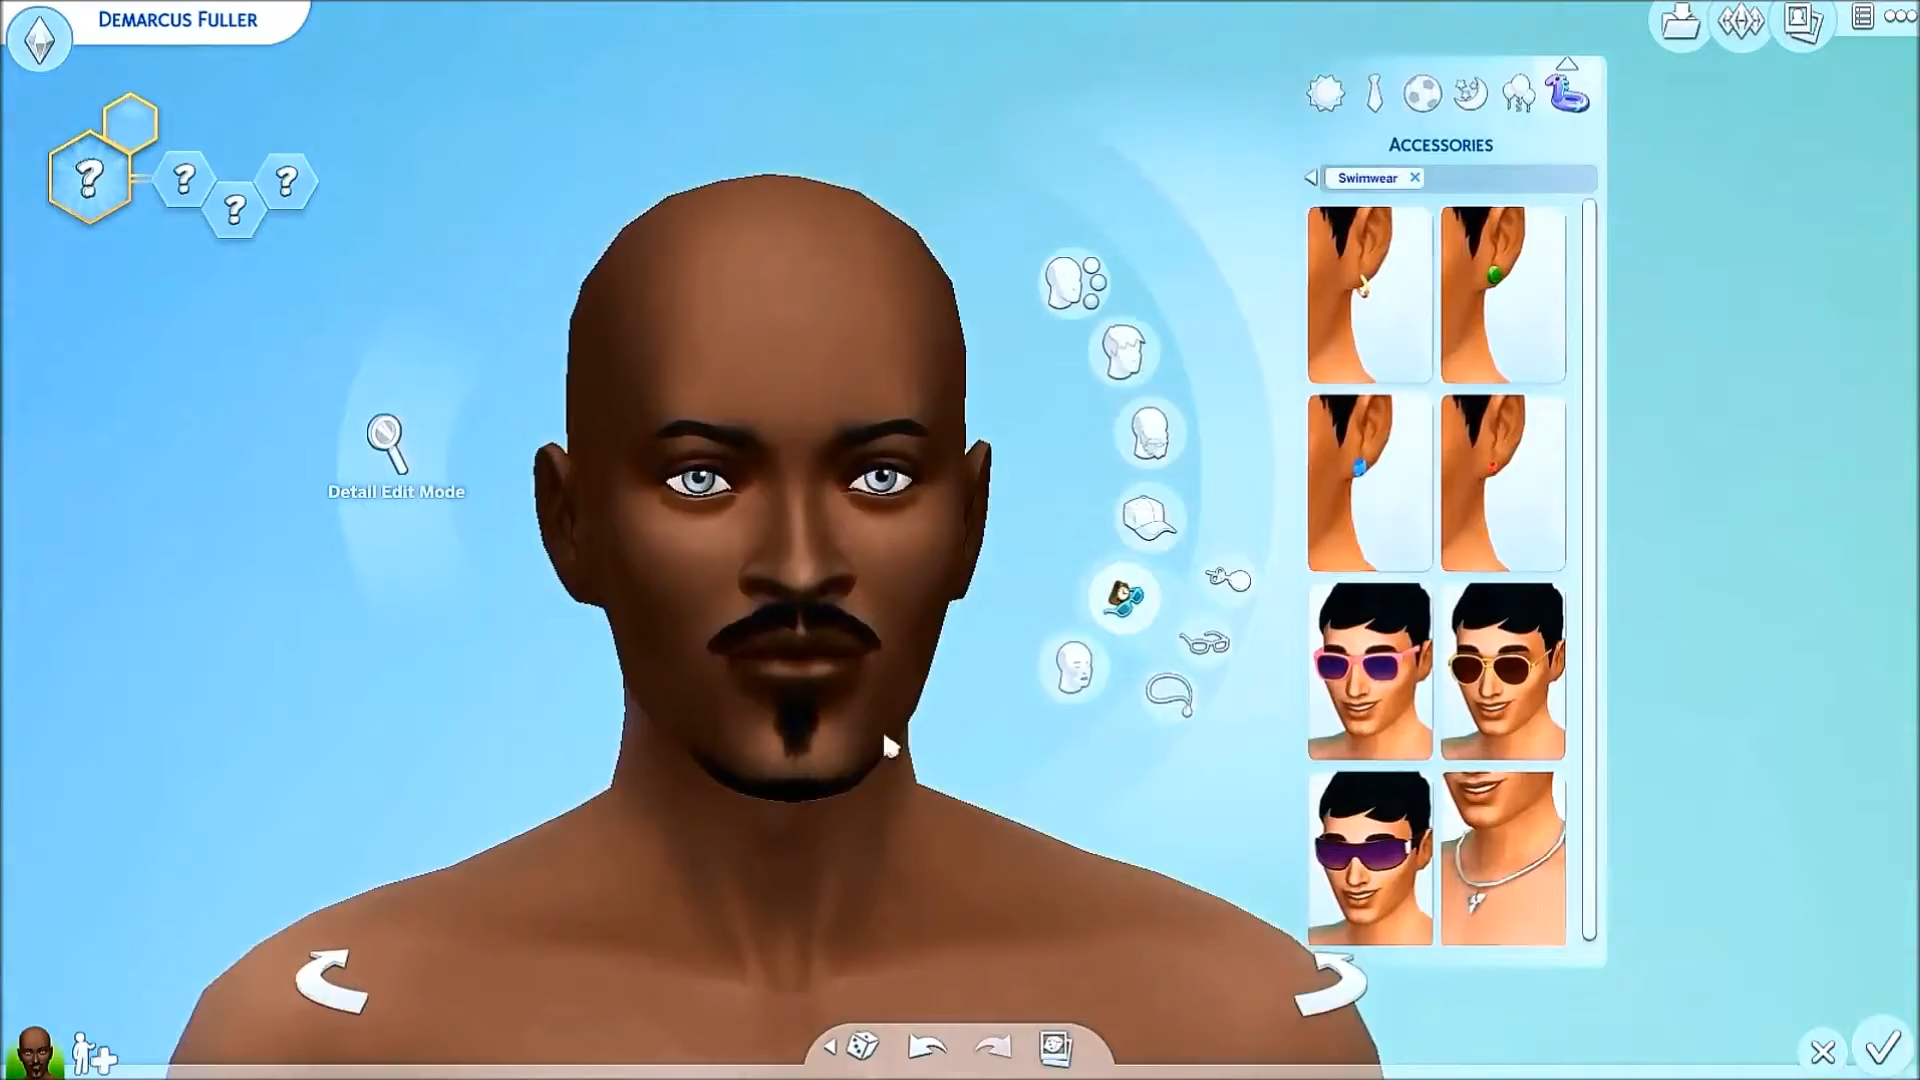 DEMARCUS FULLER
ACCESSORIES
Swimwear
Detail Edit Mode
? ? ? ?